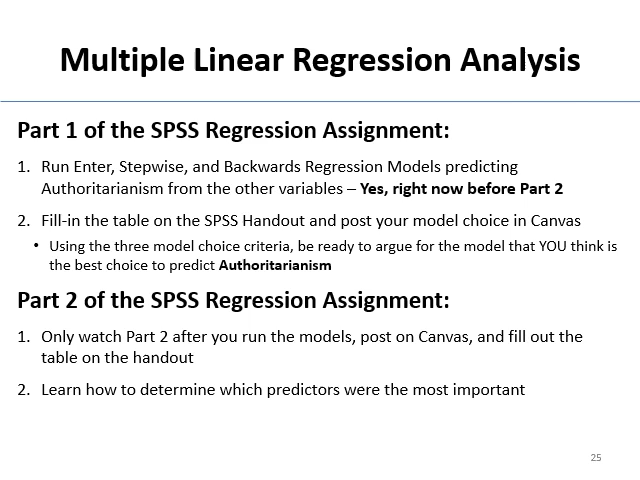 Multiple Linear Regression Analysis
Part 1 of the SPSS Regression Assignment:
1. Run Enter, Stepwise, and Backwards Regression Models predicting
Authoritarianism from the other variables – Yes, right now before Part 2
2. Fill-in the table on the SPSS Handout and post your model choice in Canvas
• Using the three model choice criteria, be ready to argue for the model that YOU think is
the best choice to predict Authoritarianism
Part 2 of the SPSS Regression Assignment:
1. Only watch Part 2 after you run the models, post on Canvas, and fill out the
table on the handout
2. Learn how to determine which predictors were the most important
25